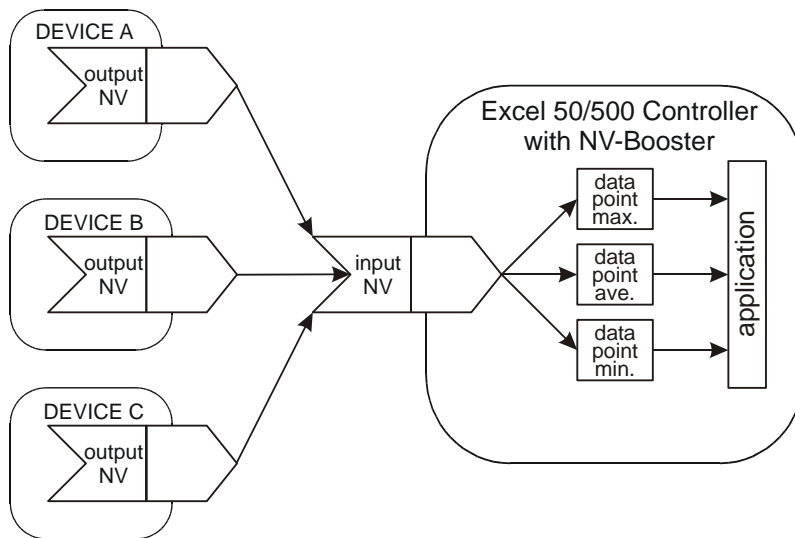 DEVICE A
output
NV
DEVICE B
output
NV
DEVICE C
output
NV
input
NV
Excel 50/500 Controller
with NV-Booster
data
point
max.
data
point
ave.
data
point
min.
application